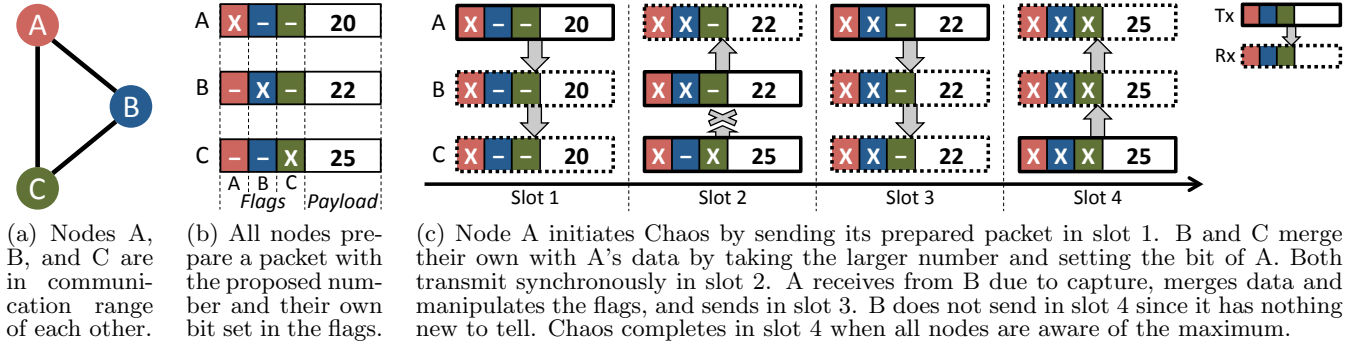 A
B
C
A X – – 20
B – X – 22
C – – X 25
A B C
Flags Payload
A X – – 20 X X – 22 X X – 22 X X X 25
B X – – 20 X X – 22 X X – 22 X X X 25
C X – – 20 X – X 25 X X – 22 X X X 25
Slot 1 Slot 2 Slot 3 Slot 4
Tx
Rx
(a) Nodes A,
B, and C are
in communi-
cation range
of each other.
(b) All nodes pre-
pare a packet with
the proposed num-
ber and their own
bit set in the flags.
(c) Node A initiates Chaos by sending its prepared packet in slot 1. B and C merge
their own with A's data by taking the larger number and setting the bit of A. Both
transmit synchronously in slot 2. A receives from B due to capture, merges data and
manipulates the flags, and sends in slot 3. B does not send in slot 4 since it has nothing
new to tell. Chaos completes in slot 4 when all nodes are aware of the maximum.